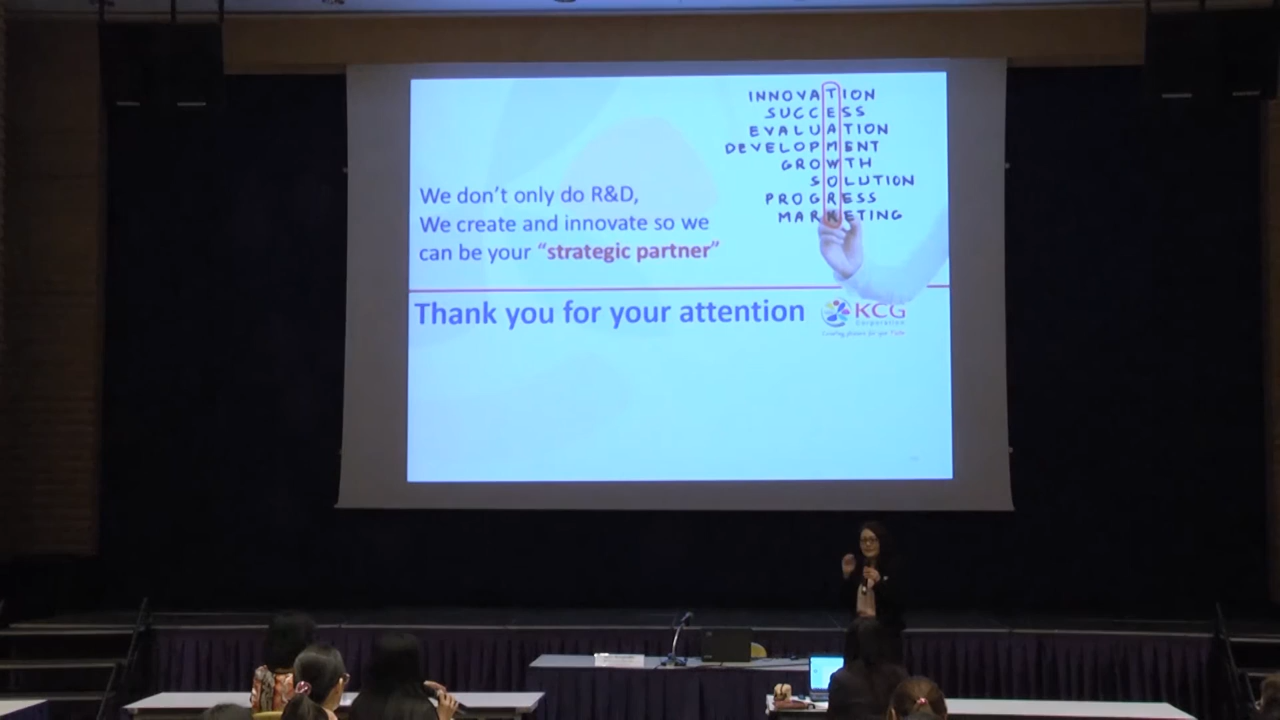 We don't only do R&D,
We create and innovate so we
can be your "strategic partner"
INNOVATION
SUCCESS
EVALUATION
DEVELOPMENT
GROWTH
SOLUTION
PROGRESS
MARKETING
Thank you for your attention
KCG
Corporation